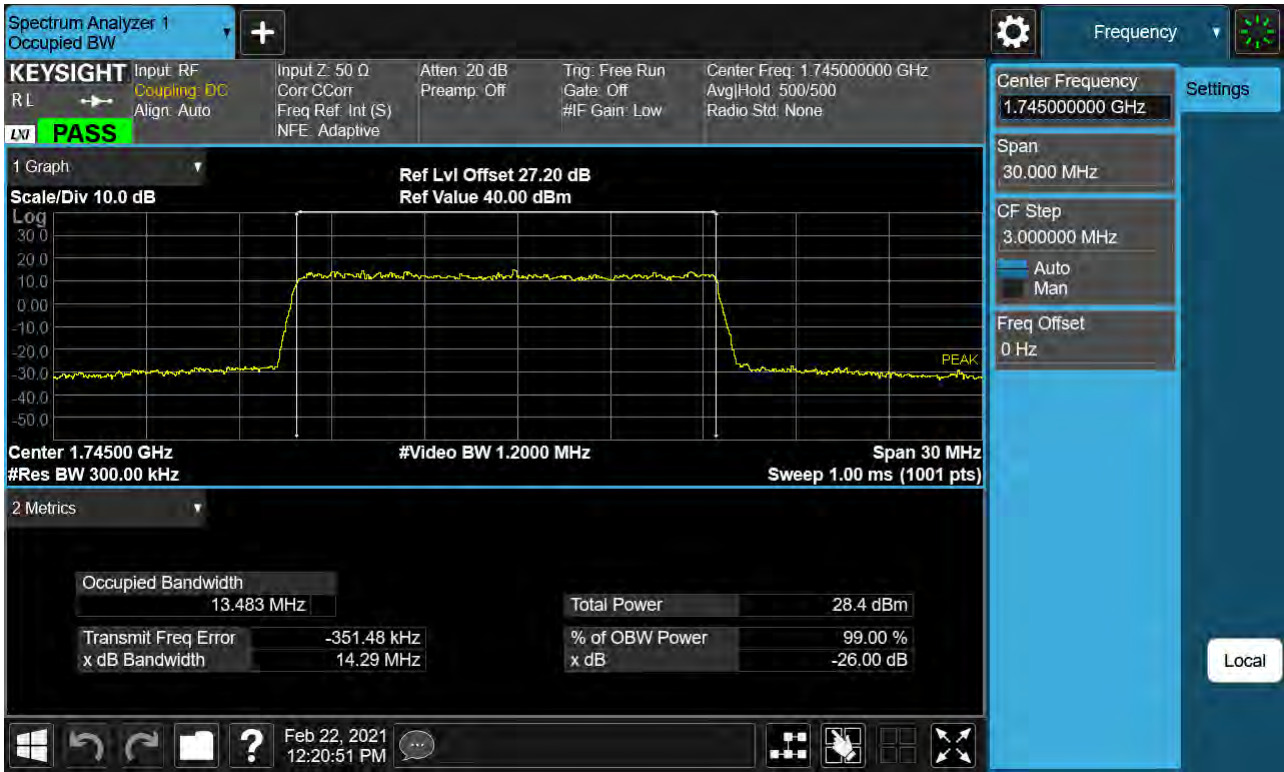 Spectrum Analyzer 1
Occupied BW
+
Frequency
KEYSIGHT
RL
LXI PASS
Input: RF
Coupling: DC
Align: Auto
Input Z: 50 Ω
Corr CCorr
Freq Ref: Int (S)
NFE: Adaptive
Atten: 20 dB
Preamp: Off
Trig: Free Run
Gate: Off
#IF Gain: Low
Center Freq: 1.745000000 GHz
Avg|Hold: 500/500
Radio Std: None
1 Graph
Scale/Div 10.0 dB
Ref Lvl Offset 27.20 dB
Ref Value 40.00 dBm
Log
30.0
20.0
10.0
0.00
-10.0
-20.0
-30.0
-40.0
-50.0
PEAK
Center 1.74500 GHz
#Video BW 1.2000 MHz
Span 30 MHz
#Res BW 300.00 kHz
Sweep 1.00 ms (1001 pts)
2 Metrics
Occupied Bandwidth
13.483 MHz
Total Power 28.4 dBm
Transmit Freq Error -351.48 kHz
% of OBW Power 99.00 %
x dB Bandwidth 14.29 MHz
x dB -26.00 dB
Center Frequency
1.745000000 GHz
Settings
Span
30.000 MHz
CF Step
3.000000 MHz
Auto
Man
Freq Offset
0 Hz
Local
?
Feb 22, 2021
12:20:51 PM